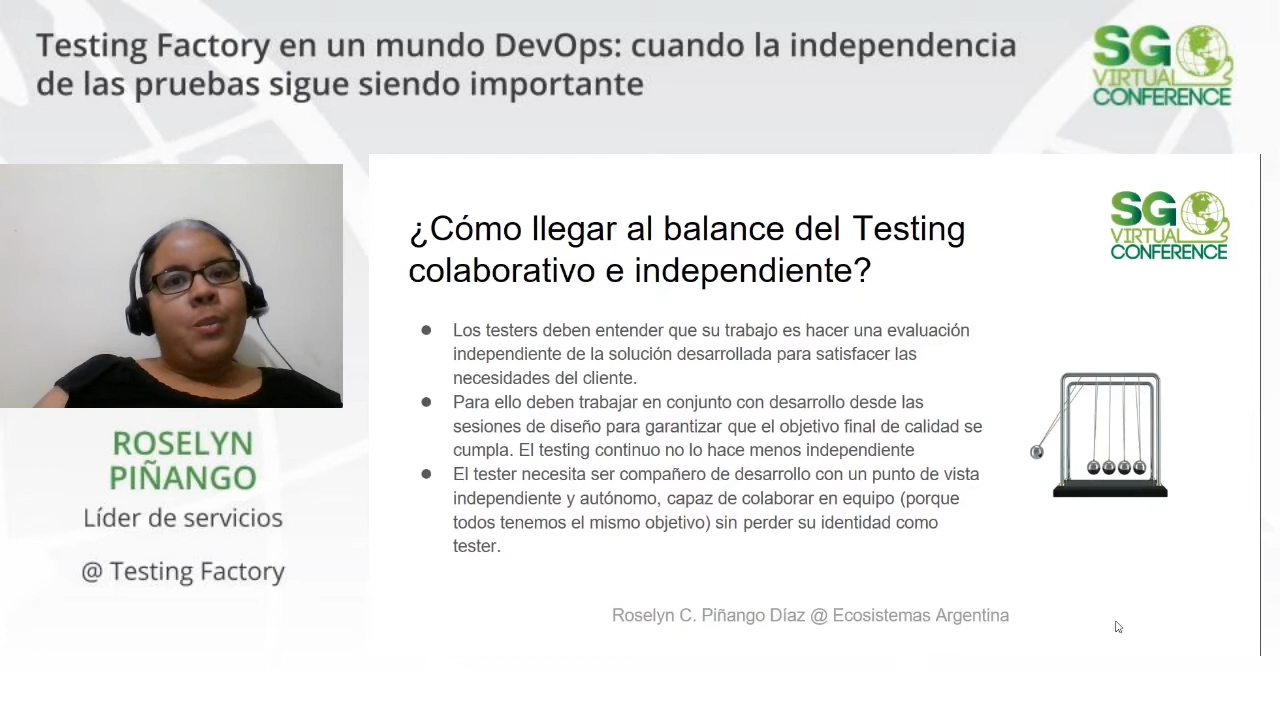 Testing Factory en un mundo DevOps: cuando la independencia
de las pruebas sigue siendo importante
SG
VIRTUAL
CONFERENCE
ROSELYN
PIÑANGO
Líder de servicios
@ Testing Factory
SG
VIRTUAL
CONFERENCE
¿Cómo llegar al balance del Testing
colaborativo e independiente?
● Los testers deben entender que su trabajo es hacer una evaluación
independiente de la solución desarrollada para satisfacer las
necesidades del cliente.
● Para ello deben trabajar en conjunto con desarrollo desde las
sesiones de diseño para garantizar que el objetivo final de calidad se
cumpla. El testing continuo no lo hace menos independiente
● El tester necesita ser compañero de desarrollo con un punto de vista
independiente y autónomo, capaz de colaborar en equipo (porque
todos tenemos el mismo objetivo) sin perder su identidad como
tester.
Roselyn C. Piñango Díaz @ Ecosistemas Argentina